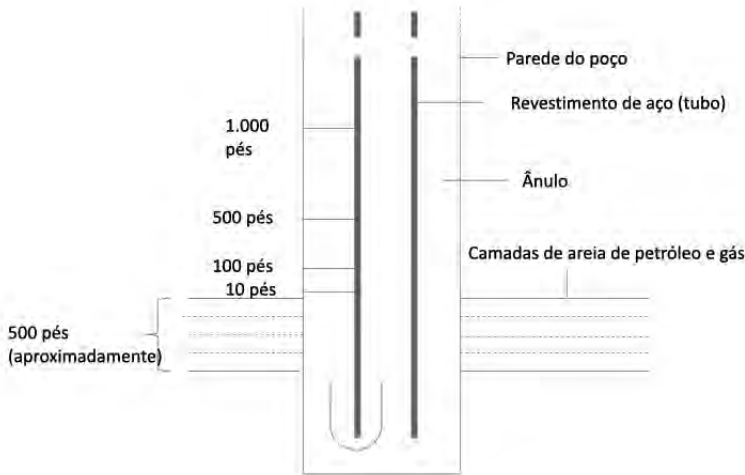 Parede do poço
Revestimento de aço (tubo)
1.000
pés
Ânulo
500 pés
Camadas de areia de petróleo e gás
100 pés
10 pés
500 pés
(aproximadamente)